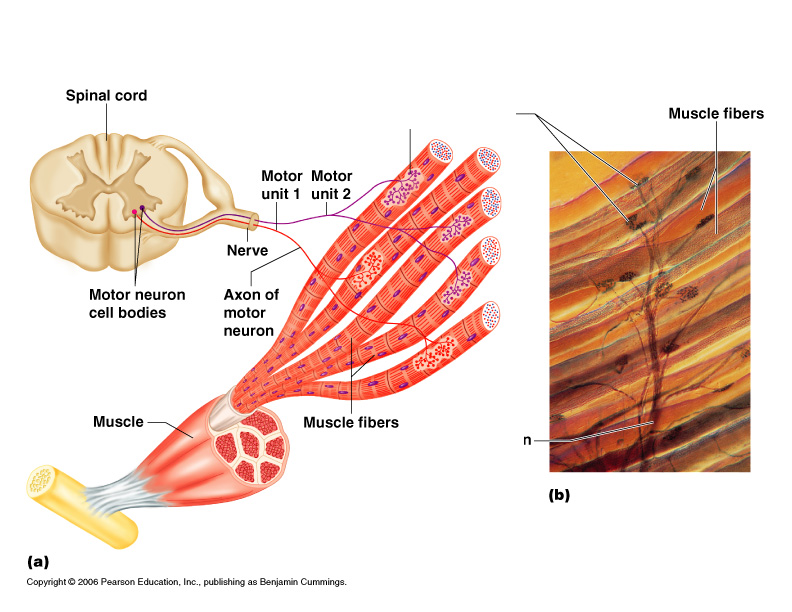 Spinal cord
Muscle fibers
Motor Motor
unit 1 unit 2
Nerve
Motor neuron
cell bodies
Axon of
motor
neuron
Muscle
Muscle fibers
n
(b)
(a)
Copyright © 2006 Pearson Education, Inc., publishing as Benjamin Cummings.